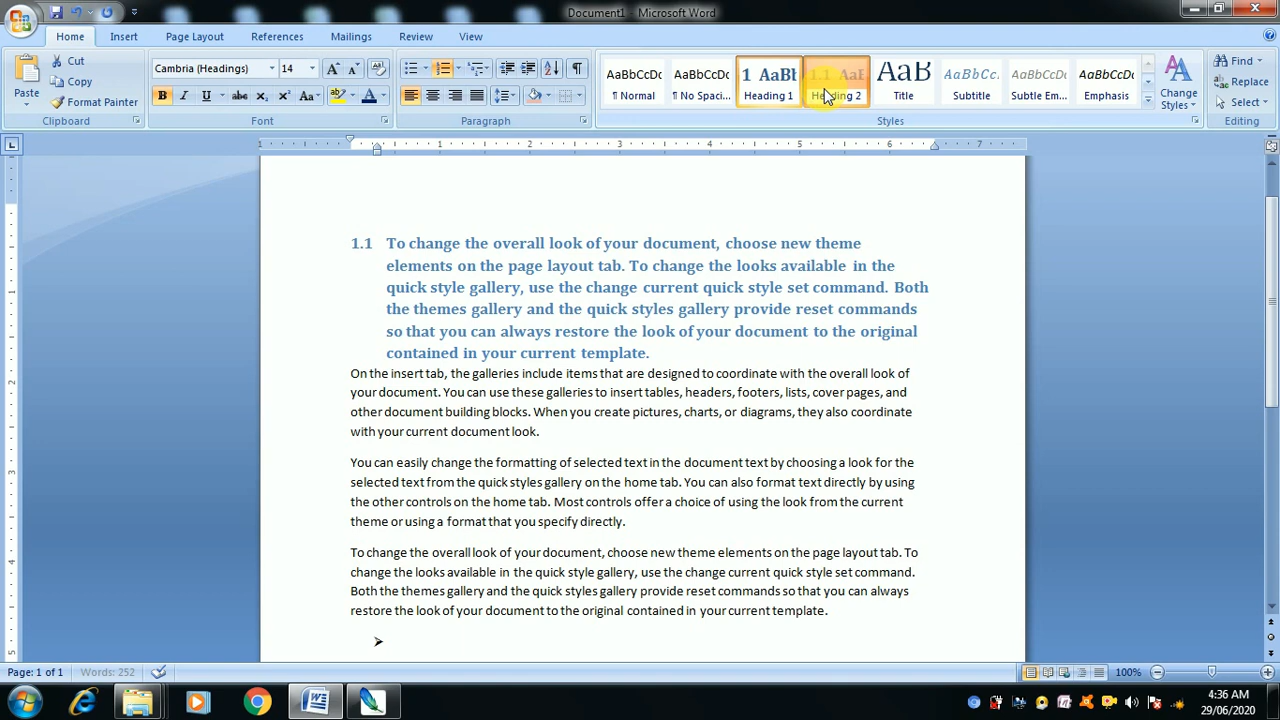 Document1 - Microsoft Word
Home Insert Page Layout References Mailings Review View
Paste
Cut
Copy
Format Painter
Clipboard
Cambria (Headings) 14
B I U abc x₂ x² Aa ab A
Font
Paragraph
AaBbCcDc AaBbCcDc 1 AaBb 1.1 AaB AaB AaBbCc. AaBbCcDc AaBbCcDc
¶ Normal ¶ No Spaci... Heading 1 Heading 2 Title Subtitle Subtle Em... Emphasis
Change
Styles
Styles
Find
Replace
Select
Editing
1 1 2 3 4 5 6 7
1.1 To change the overall look of your document, choose new theme
elements on the page layout tab. To change the looks available in the
quick style gallery, use the change current quick style set command. Both
the themes gallery and the quick styles gallery provide reset commands
so that you can always restore the look of your document to the original
contained in your current template.
On the insert tab, the galleries include items that are designed to coordinate with the overall look of
your document. You can use these galleries to insert tables, headers, footers, lists, cover pages, and
other document building blocks. When you create pictures, charts, or diagrams, they also coordinate
with your current document look.
You can easily change the formatting of selected text in the document text by choosing a look for the
selected text from the quick styles gallery on the home tab. You can also format text directly by using
the other controls on the home tab. Most controls offer a choice of using the look from the current
theme or using a format that you specify directly.
To change the overall look of your document, choose new theme elements on the page layout tab. To
change the looks available in the quick style gallery, use the change current quick style set command.
Both the themes gallery and the quick styles gallery provide reset commands so that you can always
restore the look of your document to the original contained in your current template.
Page: 1 of 1 Words: 252 100%
4:36 AM
29/06/2020